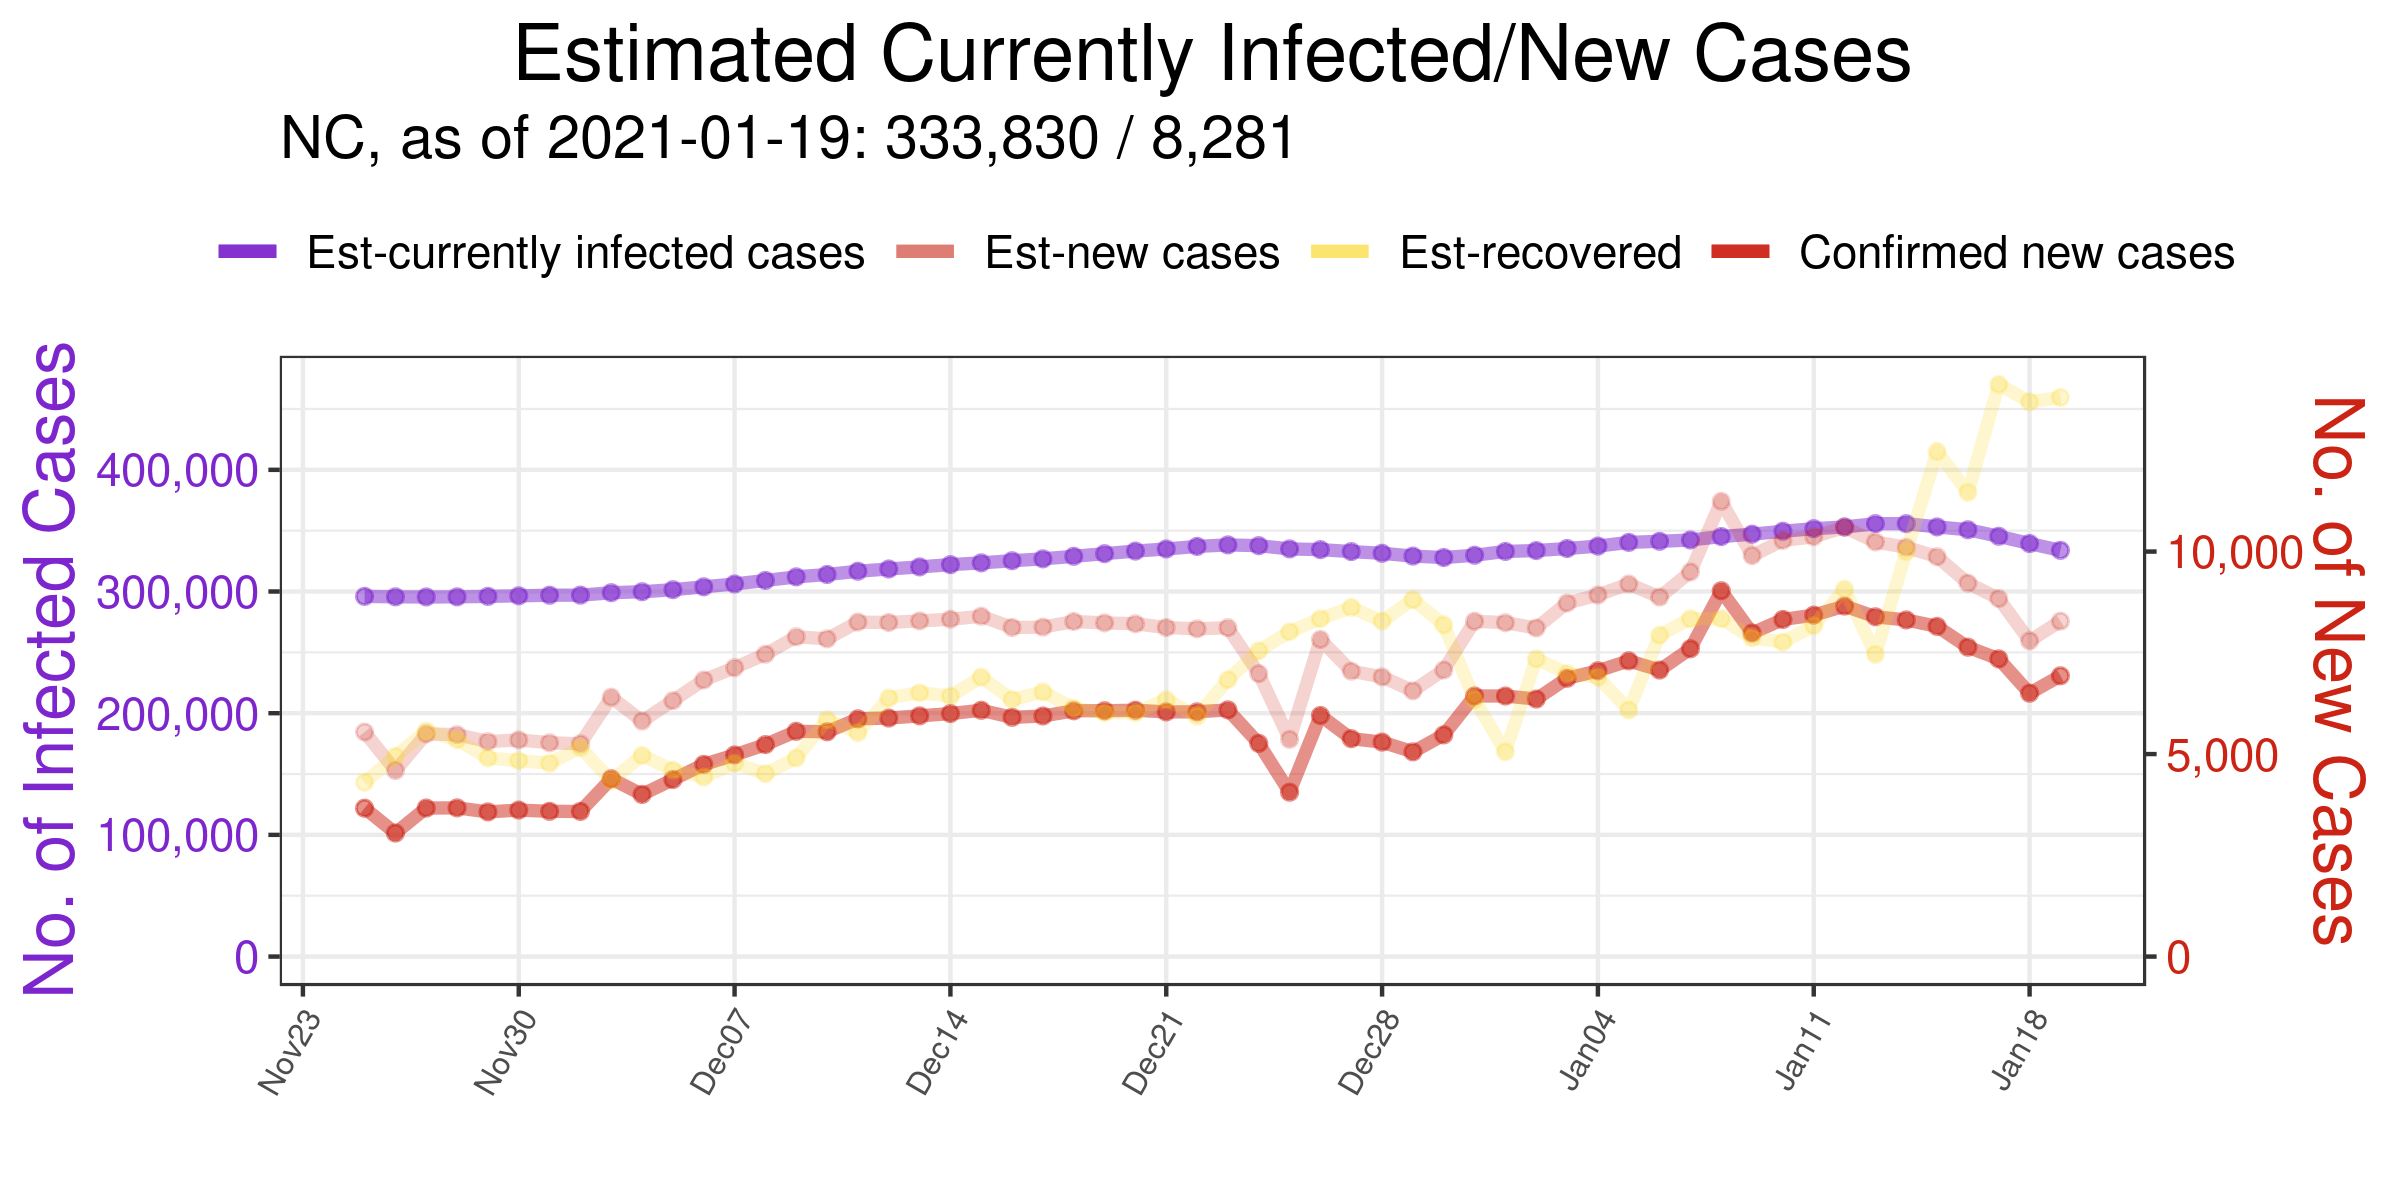 Estimated Currently Infected/New Cases
NC, as of 2021-01-19: 333,830 / 8,281
Est-currently infected cases Est-new cases Est-recovered Confirmed new cases
No. of Infected Cases
400,000
300,000
200,000
100,000
0
10,000
5,000
0
No. of New Cases
Nov23 Nov30 Dec07 Dec14 Dec21 Dec28 Jan04 Jan11 Jan18